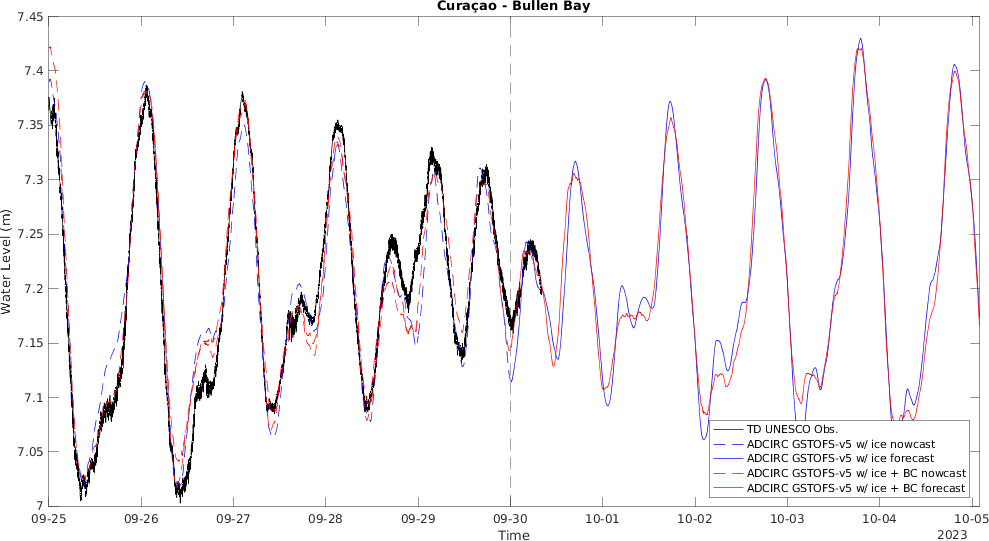 Curaçao - Bullen Bay
Water Level (m)
7.45
7.4
7.35
7.3
7.25
7.2
7.15
7.1
7.05
7
09-25
09-26
09-27
09-28
09-29
09-30
10-01
10-02
10-03
10-04
10-05
Time
2023
TD UNESCO Obs.
ADCIRC GSTOFS-v5 w/ ice nowcast
ADCIRC GSTOFS-v5 w/ ice forecast
ADCIRC GSTOFS-v5 w/ ice + BC nowcast
ADCIRC GSTOFS-v5 w/ ice + BC forecast